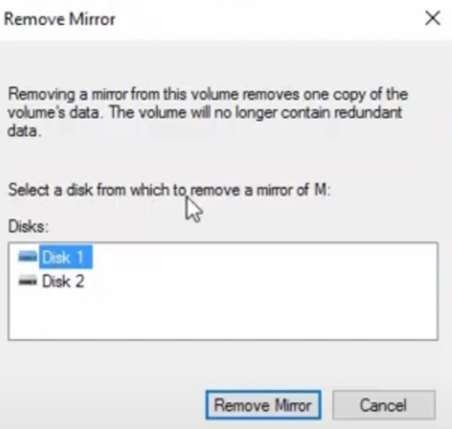 Remove Mirror
Removing a mirror from this volume removes one copy of the
volume's data. The volume will no longer contain redundant
data.
Select a disk from which to remove a mirror of M:
Disks:
Disk 1
Disk 2
Remove Mirror
Cancel